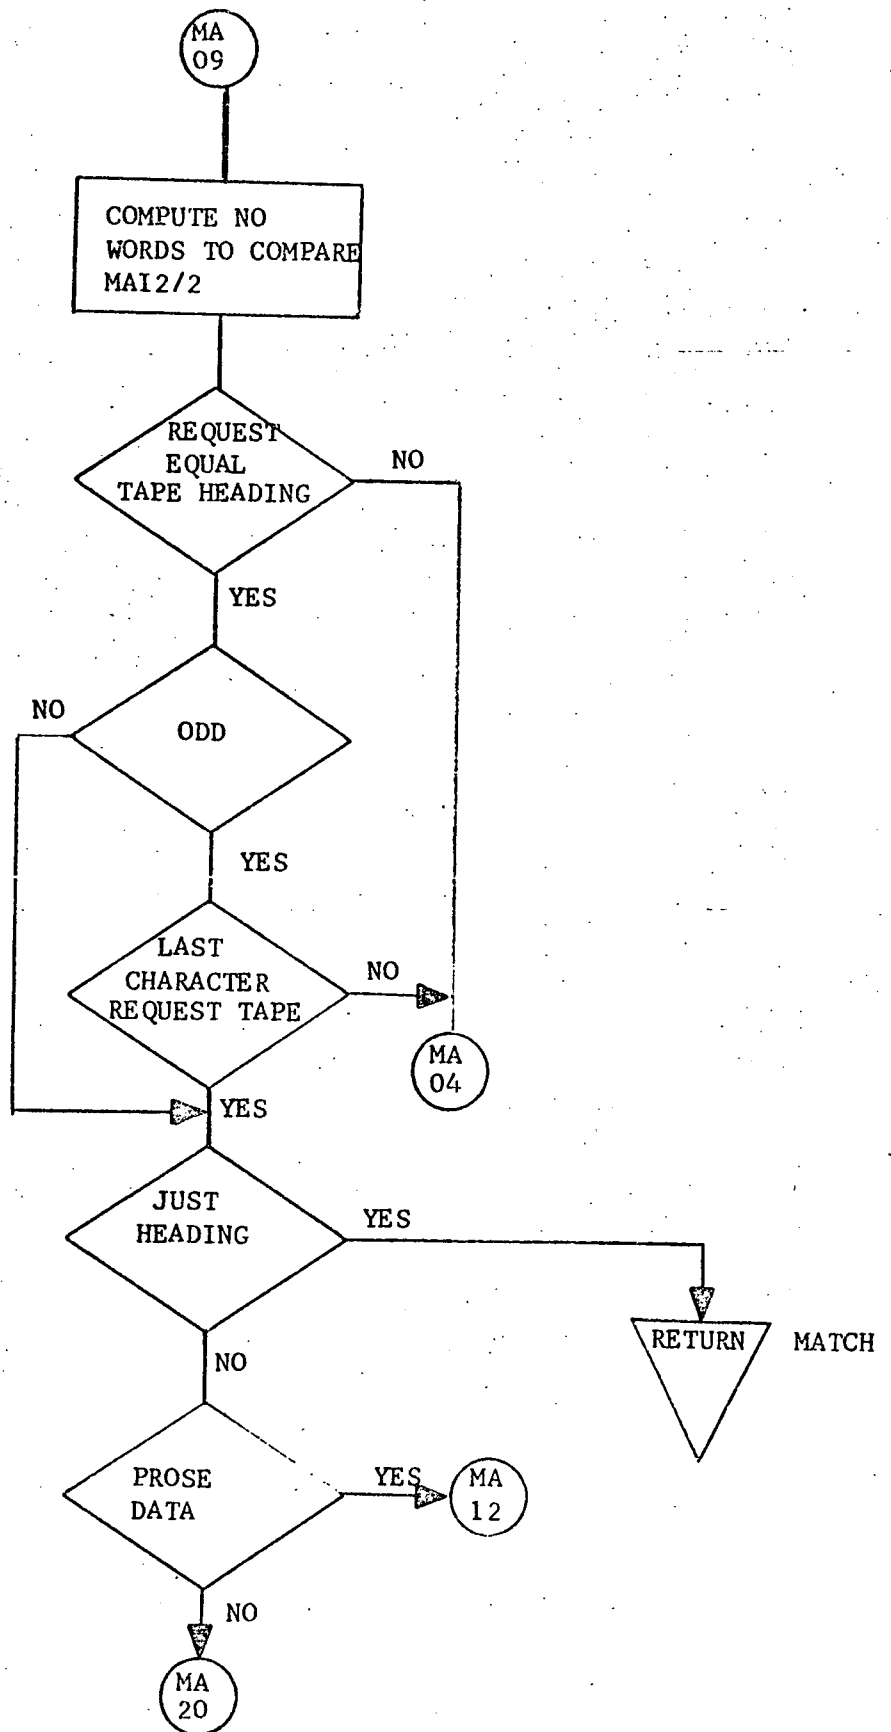 MA
09
COMPUTE NO
WORDS TO COMPARE
MAI2/2
REQUEST
EQUAL
TAPE HEADING
NO
YES
NO
ODD
YES
LAST
CHARACTER
REQUEST TAPE
NO
MA
04
YES
JUST
HEADING
YES
RETURN
MATCH
NO
PROSE
DATA
YES
MA
12
NO
MA
20